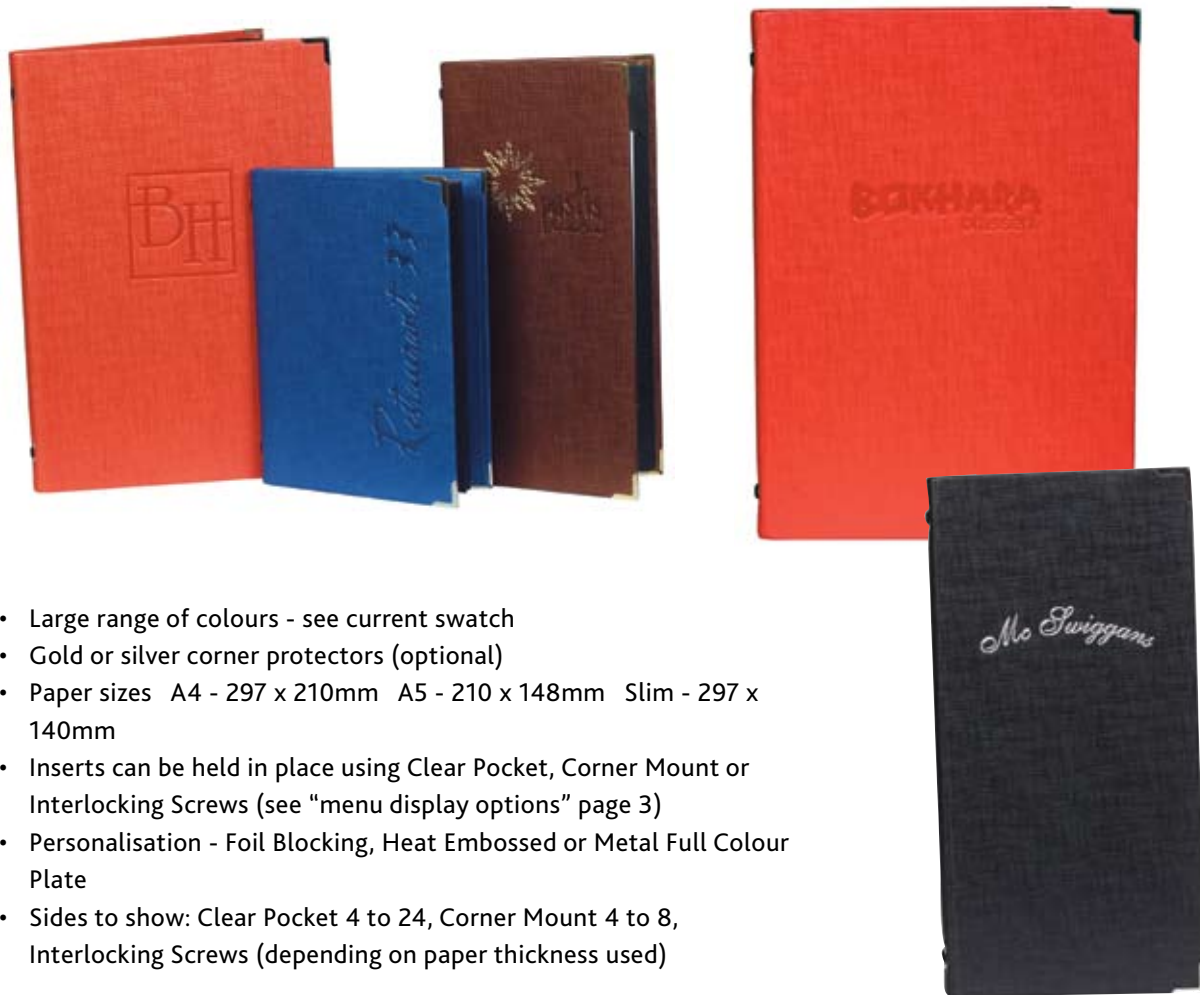 BH
Restaurant 33
BOKHARA
Mc Swiggans
• Large range of colours - see current swatch
• Gold or silver corner protectors (optional)
• Paper sizes   A4 - 297 x 210mm   A5 - 210 x 148mm   Slim - 297 x
140mm
• Inserts can be held in place using Clear Pocket, Corner Mount or
Interlocking Screws (see “menu display options” page 3)
• Personalisation - Foil Blocking, Heat Embossed or Metal Full Colour
Plate
• Sides to show: Clear Pocket 4 to 24, Corner Mount 4 to 8,
Interlocking Screws (depending on paper thickness used)